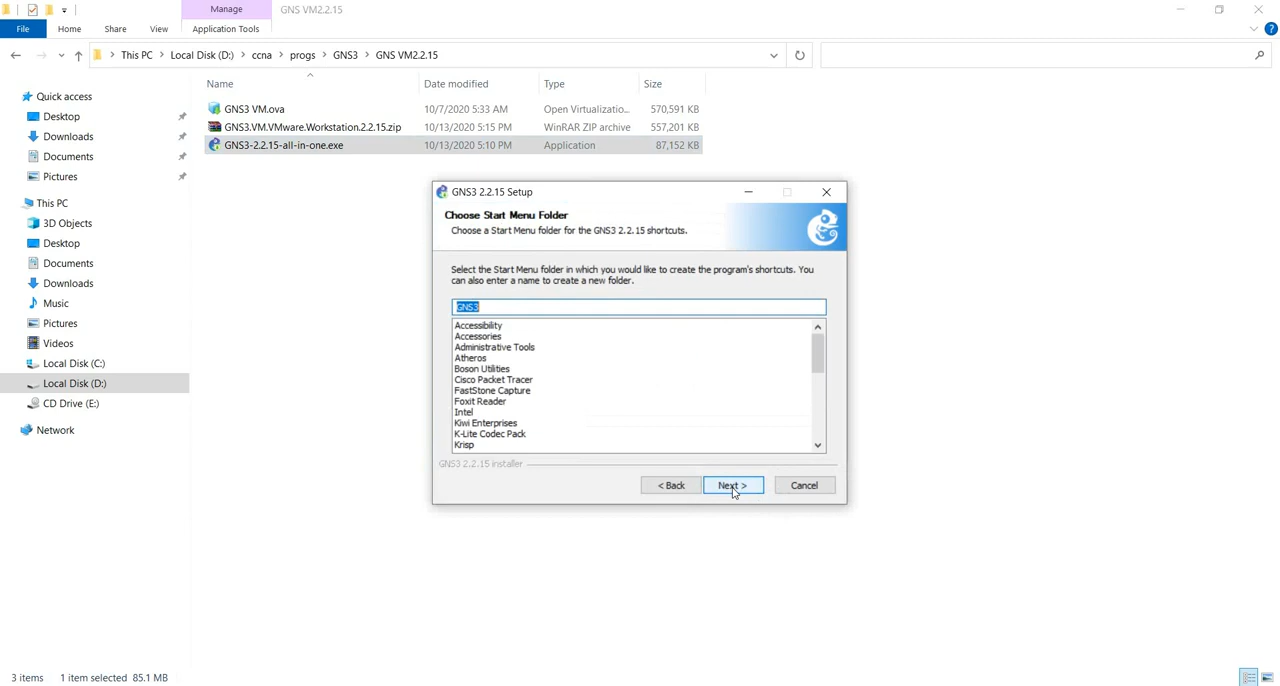 Manage
GNS VM2.2.15
File
Home
Share
View
Application Tools
This PC > Local Disk (D:) > ccna > progs > GNS3 > GNS VM2.2.15
Name
Date modified
Type
Size
GNS3 VM.ova
10/7/2020 5:33 AM
Open Virtualizatio...
570,591 KB
GNS3.VM.VMware.Workstation.2.2.15.zip
10/13/2020 5:15 PM
WinRAR ZIP archive
557,201 KB
GNS3-2.2.15-all-in-one.exe
10/13/2020 5:10 PM
Application
87,152 KB
Quick access
Desktop
Downloads
Documents
Pictures
This PC
3D Objects
Desktop
Documents
Downloads
Music
Pictures
Videos
Local Disk (C:)
Local Disk (D:)
CD Drive (E:)
Network
GNS3 2.2.15 Setup
Choose Start Menu Folder
Choose a Start Menu folder for the GNS3 2.2.15 shortcuts.
Select the Start Menu folder in which you would like to create the program's shortcuts. You
can also enter a name to create a new folder.
GNS3
Accessibility
Accessories
Administrative Tools
Atheros
Boson Utilities
Cisco Packet Tracer
FastStone Capture
Foxit Reader
Intel
Kiwi Enterprises
K-Lite Codec Pack
Krisp
GNS3 2.2.15 installer
< Back
Next >
Cancel
3 items
1 item selected 85.1 MB